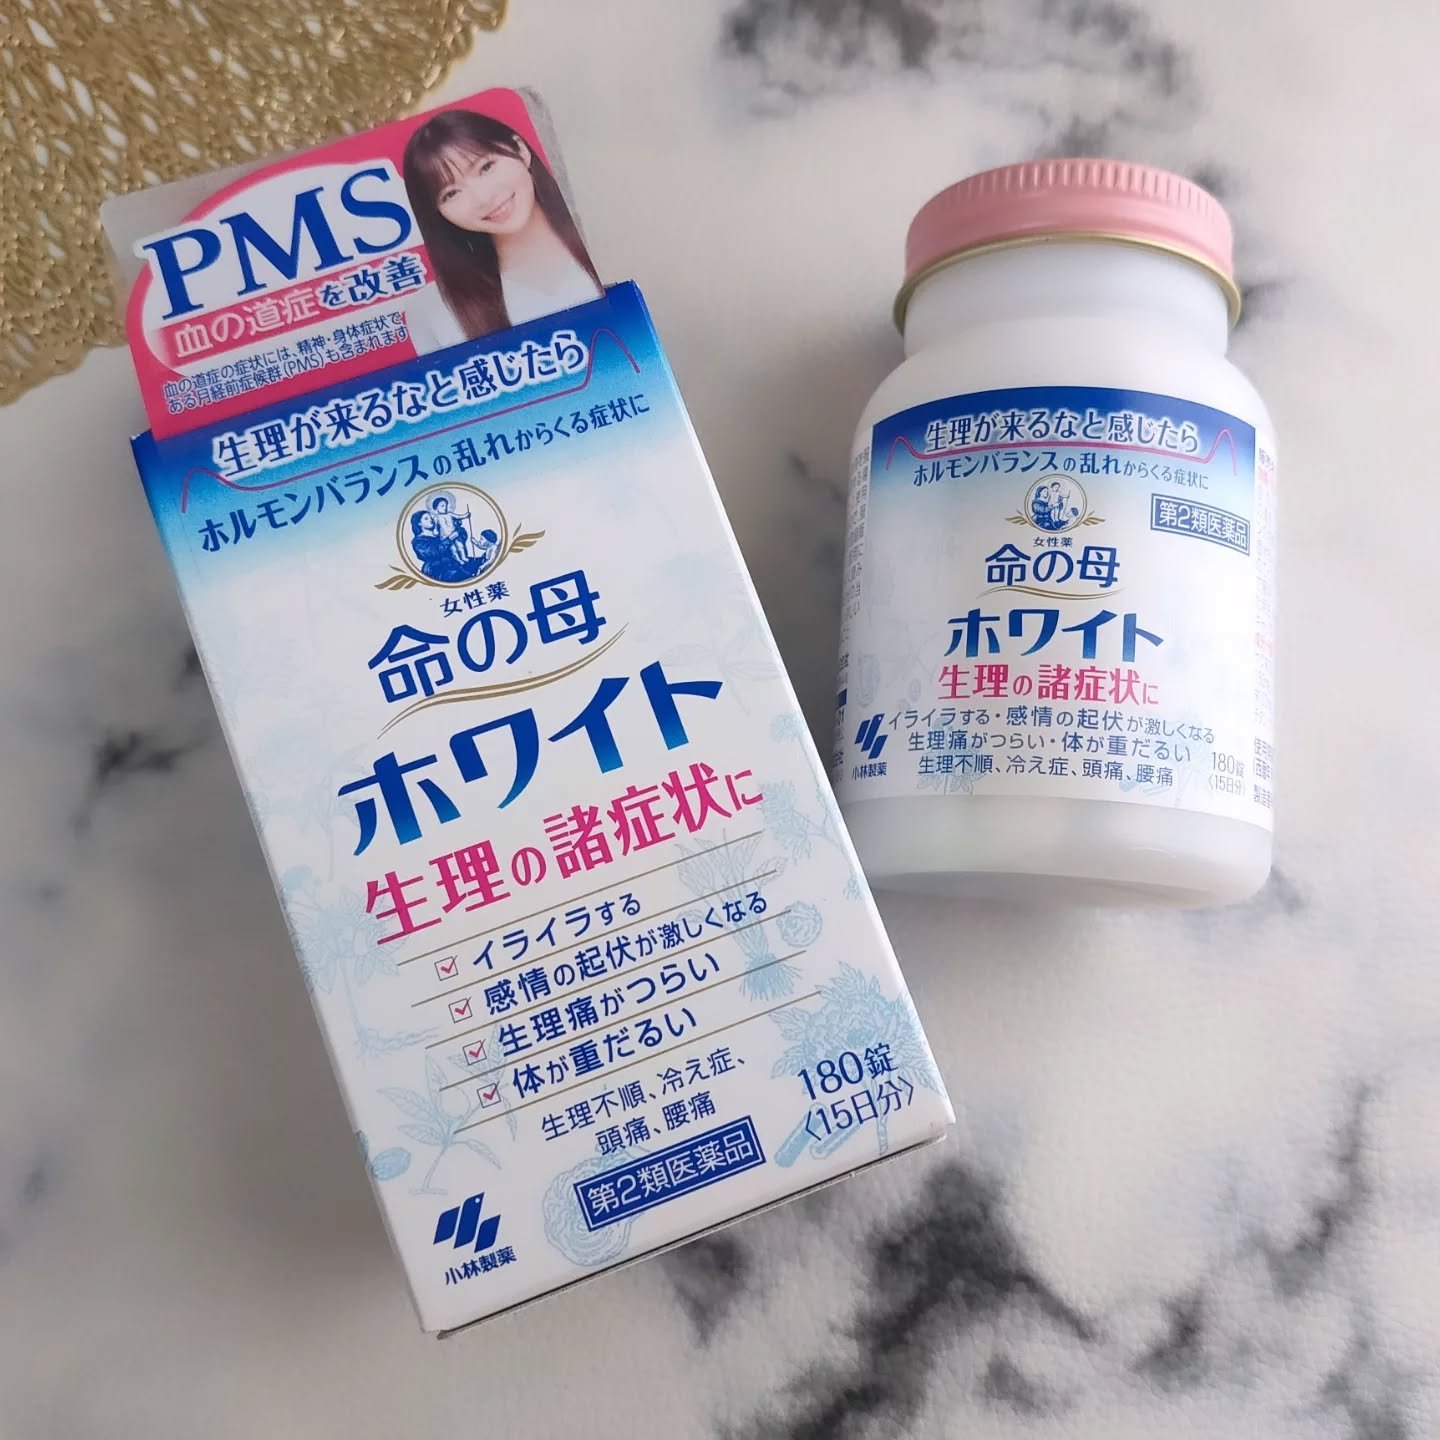 PMS
血の道症を改善
血の道症の症状には、精神・身体症状で
ある月経前症候群(PMS)も含まれます
生理が来るなと感じたら
ホルモンバランスの乱れからくる症状に
女性薬
命の母
ホワイト
生理の諸症状に
イライラする
感情の起伏が激しくなる
生理痛がつらい
体が重だるい
生理不順、冷え症、
頭痛、腰痛
180錠
〈15日分〉
第2類医薬品
小林製薬
生理が来るなと感じたら
ホルモンバランスの乱れからくる症状に
第2類医薬品
女性薬
命の母
ホワイト
生理の諸症状に
イライラする・感情の起伏が激しくなる
生理痛がつらい・体が重だるい
生理不順、冷え症、頭痛、腰痛
180錠
〈15日分〉
小林製薬